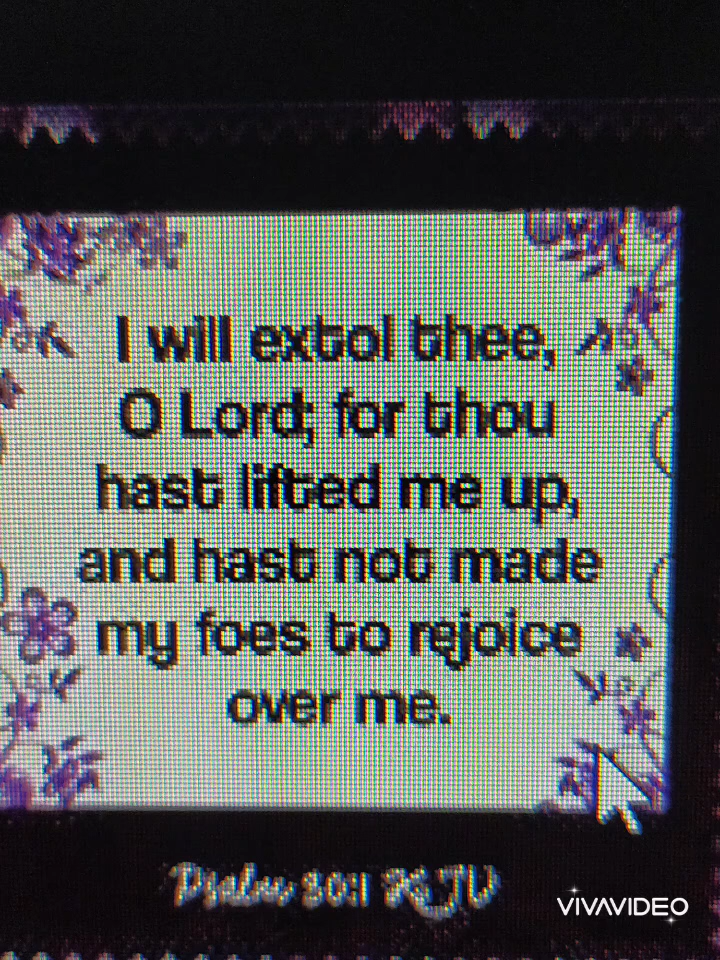 I will extol thee,
O Lord; for thou
hast lifted me up,
and hast not made
my foes to rejoice
over me.
Psalm 30:1 KJV
VIVAVIDEO